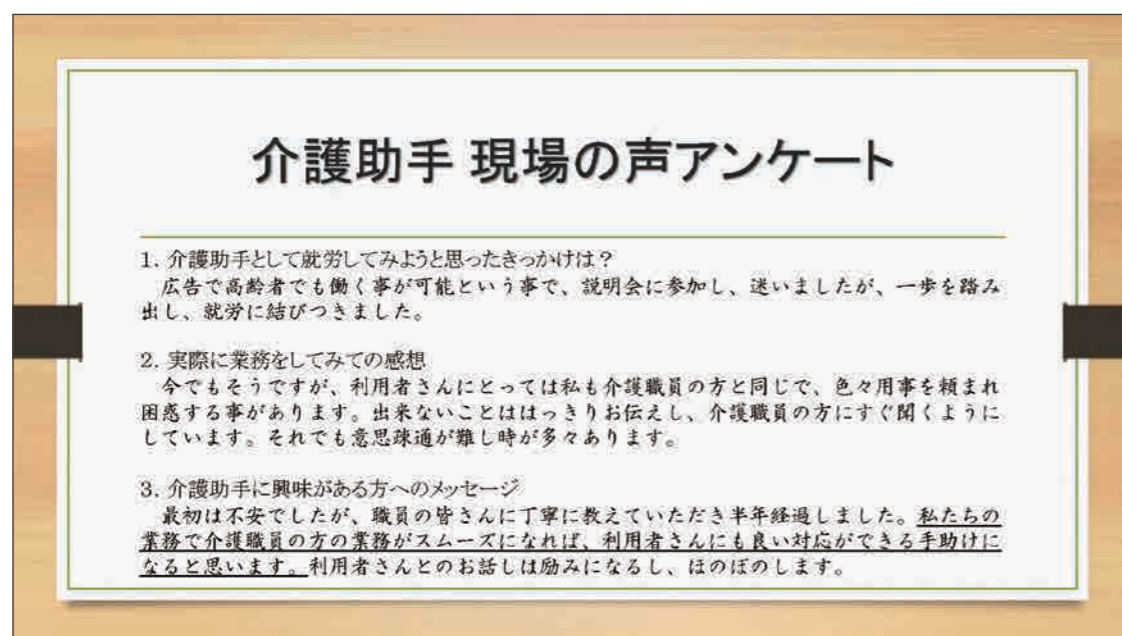 介護助手 現場の声アンケート
1. 介護助手として就労してみようと思ったきっかけは？
広告で高齢者でも働く事が可能という事で、説明会に参加し、迷いましたが、一歩を踏み
出し、就労に結びつきました。
2. 実際に業務をしてみての感想
今でもそうですが、利用者さんにとっては私も介護職員の方と同じで、色々用事を頼まれ
困惑する事があります。出来ないことははっきりお伝えし、介護職員の方にすぐ聞くように
しています。それでも意思疎通が難し時が多々あります。
3. 介護助手に興味がある方へのメッセージ
最初は不安でしたが、職員の皆さんに丁寧に教えていただき半年経過しました。私たちの
業務で介護職員の方の業務がスムーズになれば、利用者さんにも良い対応ができる手助けに
なると思います。利用者さんとのお話しは励みになるし、ほのぼのします。